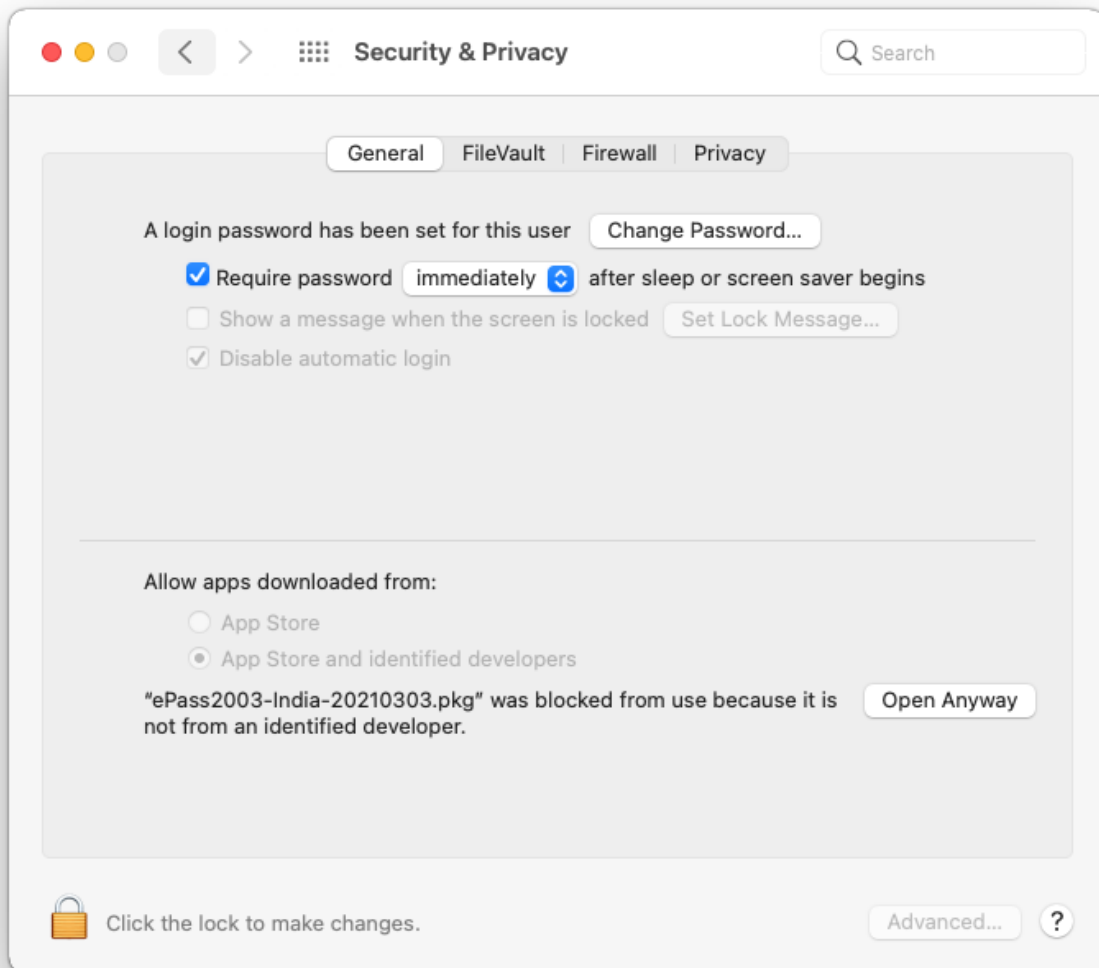 Security & Privacy
Search
General FileVault Firewall Privacy
A login password has been set for this user Change Password...
Require password immediately after sleep or screen saver begins
Show a message when the screen is locked Set Lock Message...
Disable automatic login
Allow apps downloaded from:
App Store
App Store and identified developers
“ePass2003-India-20210303.pkg” was blocked from use because it is Open Anyway
not from an identified developer.
Click the lock to make changes. Advanced... ?